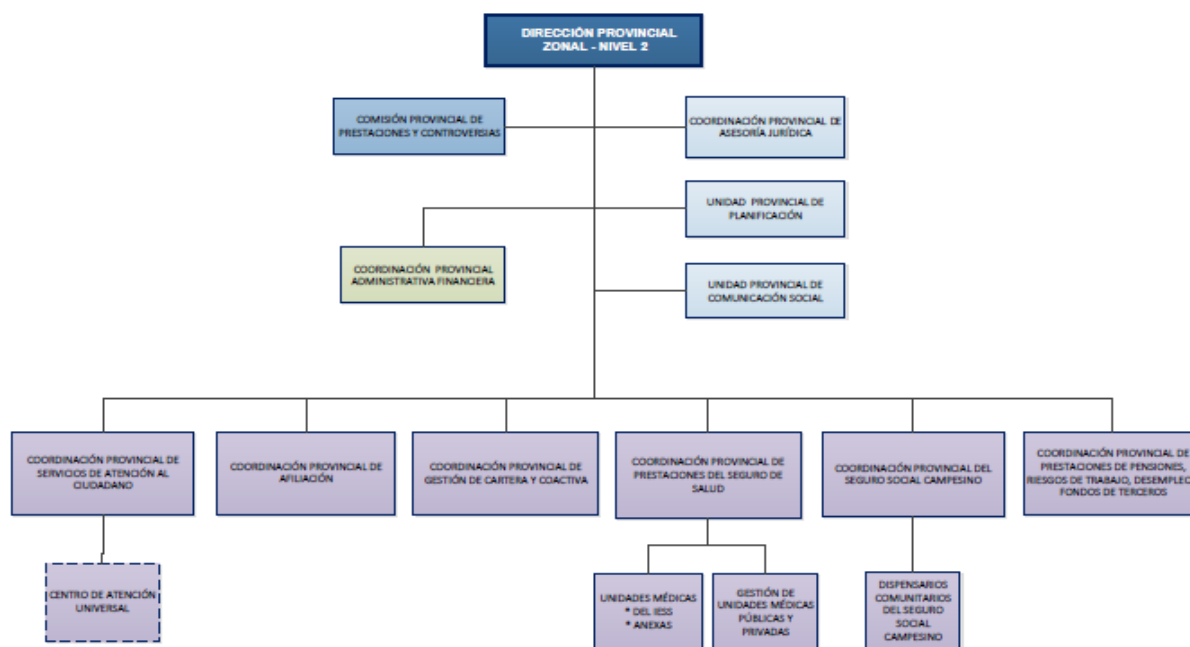 DIRECCIÓN PROVINCIAL
ZONAL - NIVEL 2
COMISIÓN PROVINCIAL DE
PRESTACIONES Y CONTROVERSIAS
COORDINACIÓN PROVINCIAL DE
ASESORÍA JURÍDICA
UNIDAD PROVINCIAL DE
PLANIFICACIÓN
COORDINACIÓN PROVINCIAL
ADMINISTRATIVA FINANCIERA
UNIDAD PROVINCIAL DE
COMUNICACIÓN SOCIAL
COORDINACIÓN PROVINCIAL DE
SERVICIOS DE ATENCIÓN AL
CIUDADANO
COORDINACIÓN PROVINCIAL DE
AFILIACIÓN
COORDINACIÓN PROVINCIAL DE
GESTIÓN DE CARTERA Y COACTIVA
COORDINACIÓN PROVINCIAL DE
PRESTACIONES DEL SEGURO DE
SALUD
COORDINACIÓN PROVINCIAL DEL
SEGURO SOCIAL CAMPESINO
COORDINACIÓN PROVINCIAL DE
PRESTACIONES DE PENSIONES,
RIESGOS DE TRABAJO, DESEMPLEO,
FONDOS DE TERCEROS
CENTRO DE ATENCIÓN
UNIVERSAL
UNIDADES MÉDICAS
* DEL IESS
* ANEXAS
GESTIÓN DE
UNIDADES MÉDICAS
PÚBLICAS Y
PRIVADAS
DISPENSARIOS
COMUNITARIOS
DEL SEGURO
SOCIAL
CAMPESINO